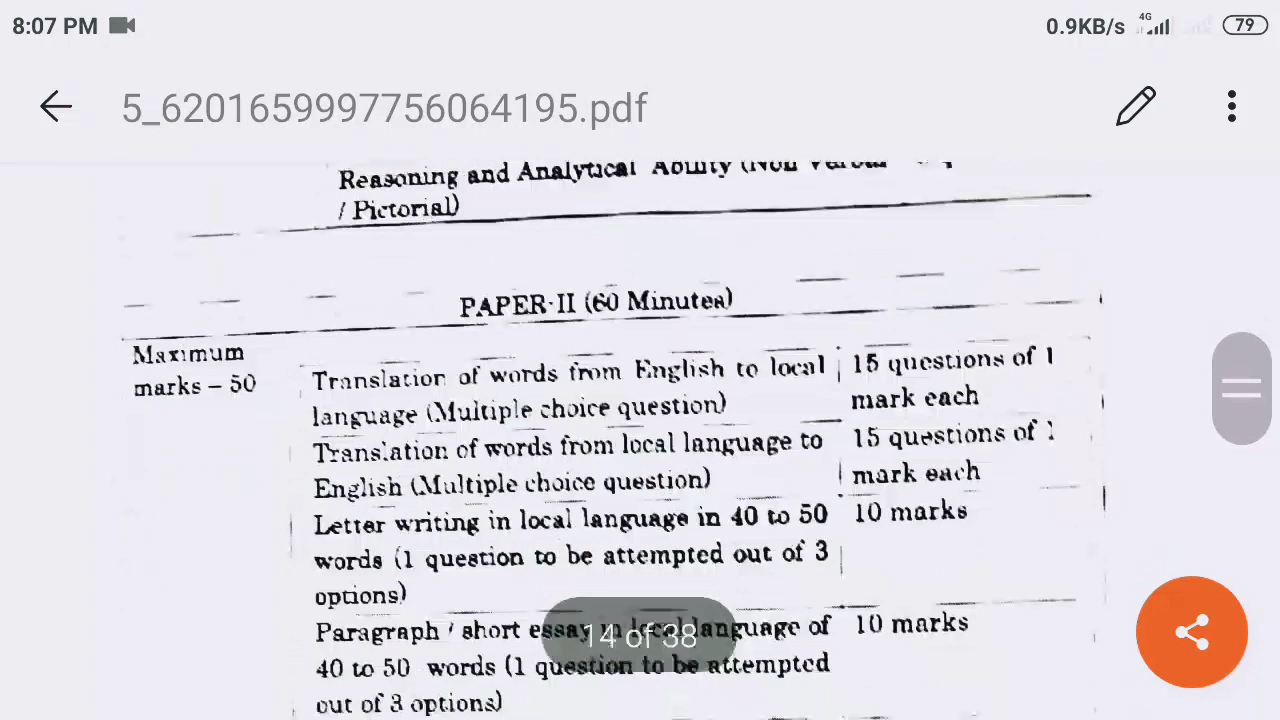 8:07 PM
0.9KB/s 4G 79
5_6201659997756064195.pdf
Reasoning and Analytical Ability (Non
/ Pictorial)
PAPER-II (60 Minutes)
Maximum
marks – 50
Translation of words from English to local
language (Multiple choice question)
15 questions of 1
mark each
Translation of words from local language to
English (Multiple choice question)
15 questions of 1
mark each
Letter writing in local language in 40 to 50
words (1 question to be attempted out of 3
options)
10 marks
Paragraph / short essay in local language of
40 to 50 words (1 question to be attempted
out of 3 options)
10 marks
14 of 38